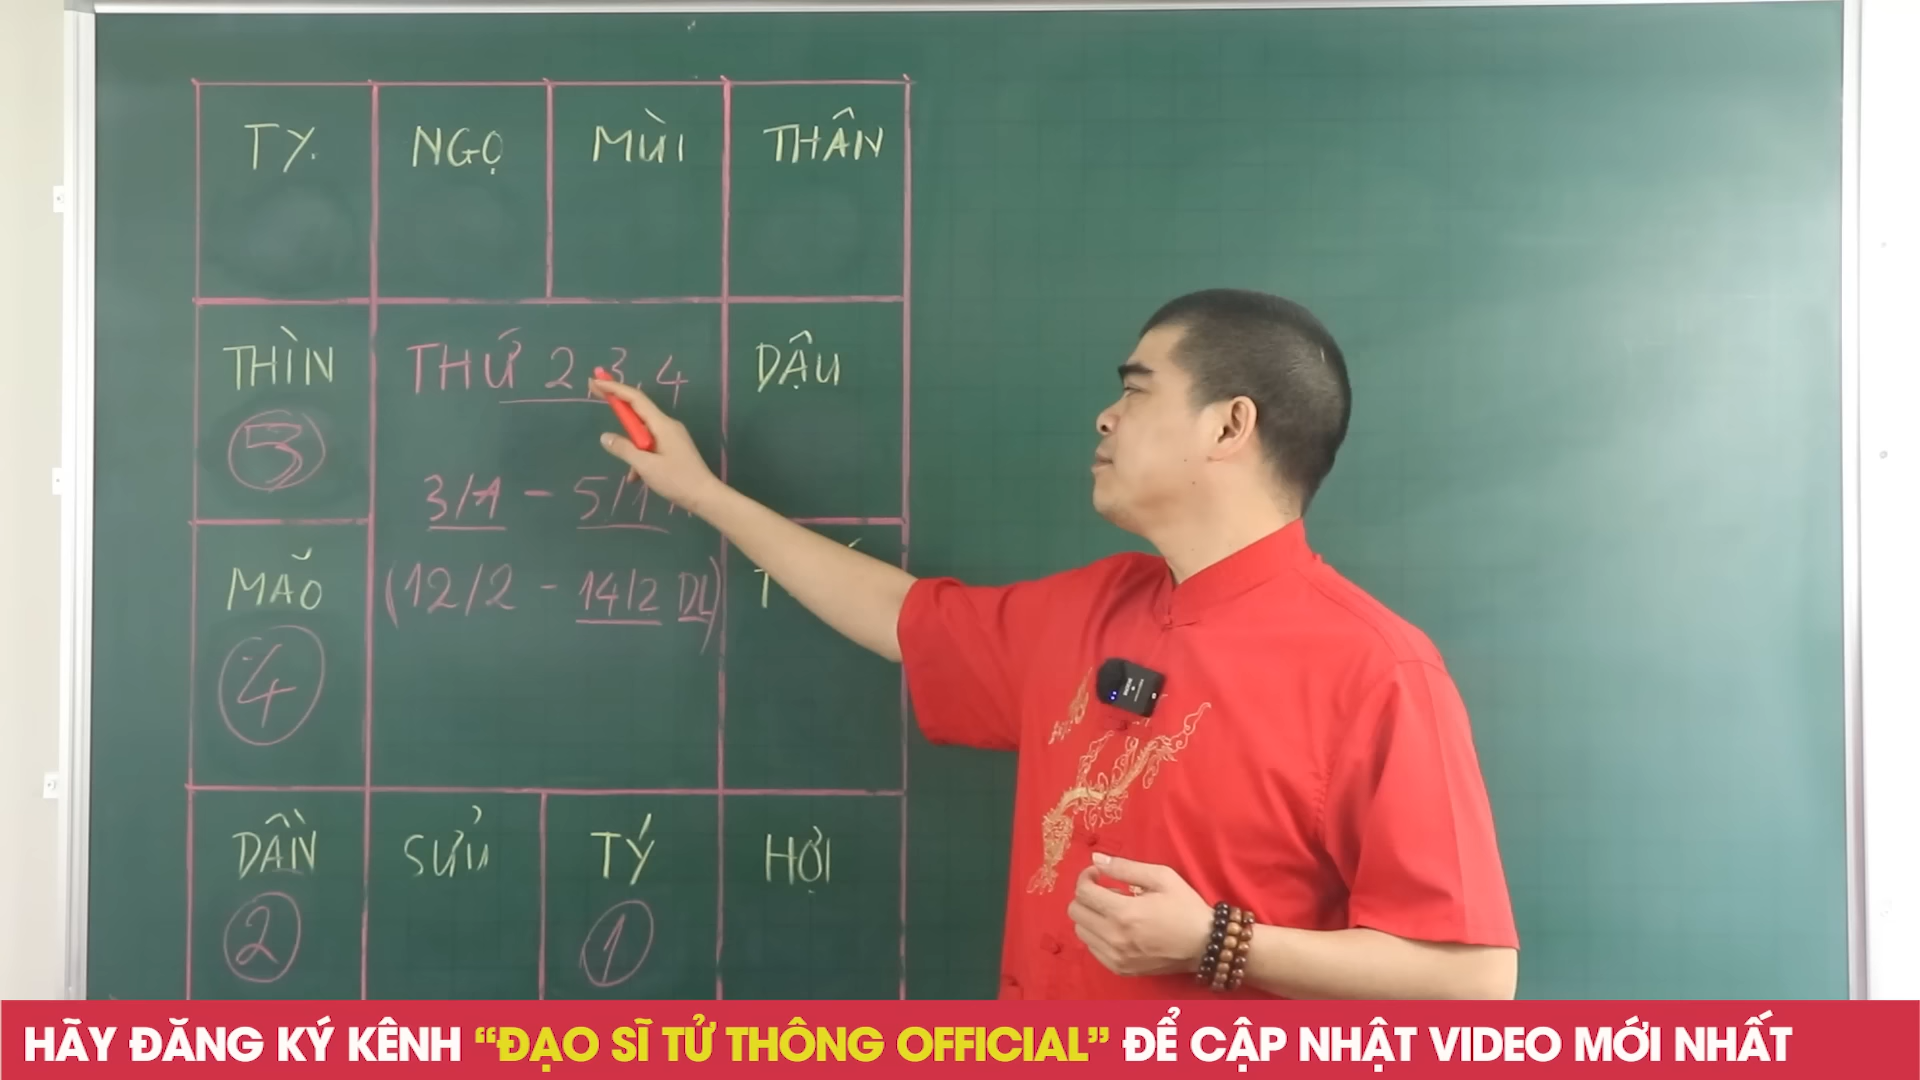 TỴ NGỌ MÙI THÂN
THÌN THỨ 2, 3, 4 DẬU
5
3/1 - 5/1
MÃO (12/2 - 14/2 DL)
4
DẦN SỬU TÝ HỢI
2 1
HÃY ĐĂNG KÝ KÊNH “ĐẠO SĨ TỬ THÔNG OFFICIAL” ĐỂ CẬP NHẬT VIDEO MỚI NHẤT